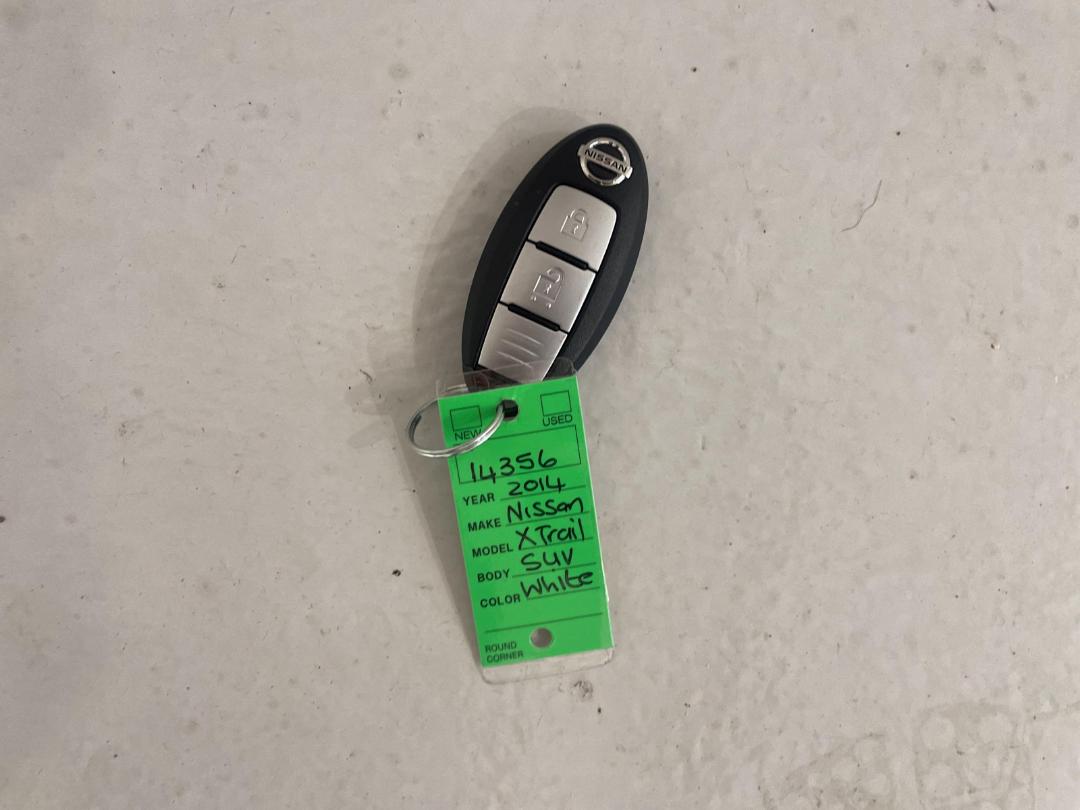 NISSAN
NEW USED
14356
YEAR 2014
MAKE Nissan
MODEL XTrail
BODY SUV
COLOR White
ROUND
CORNER